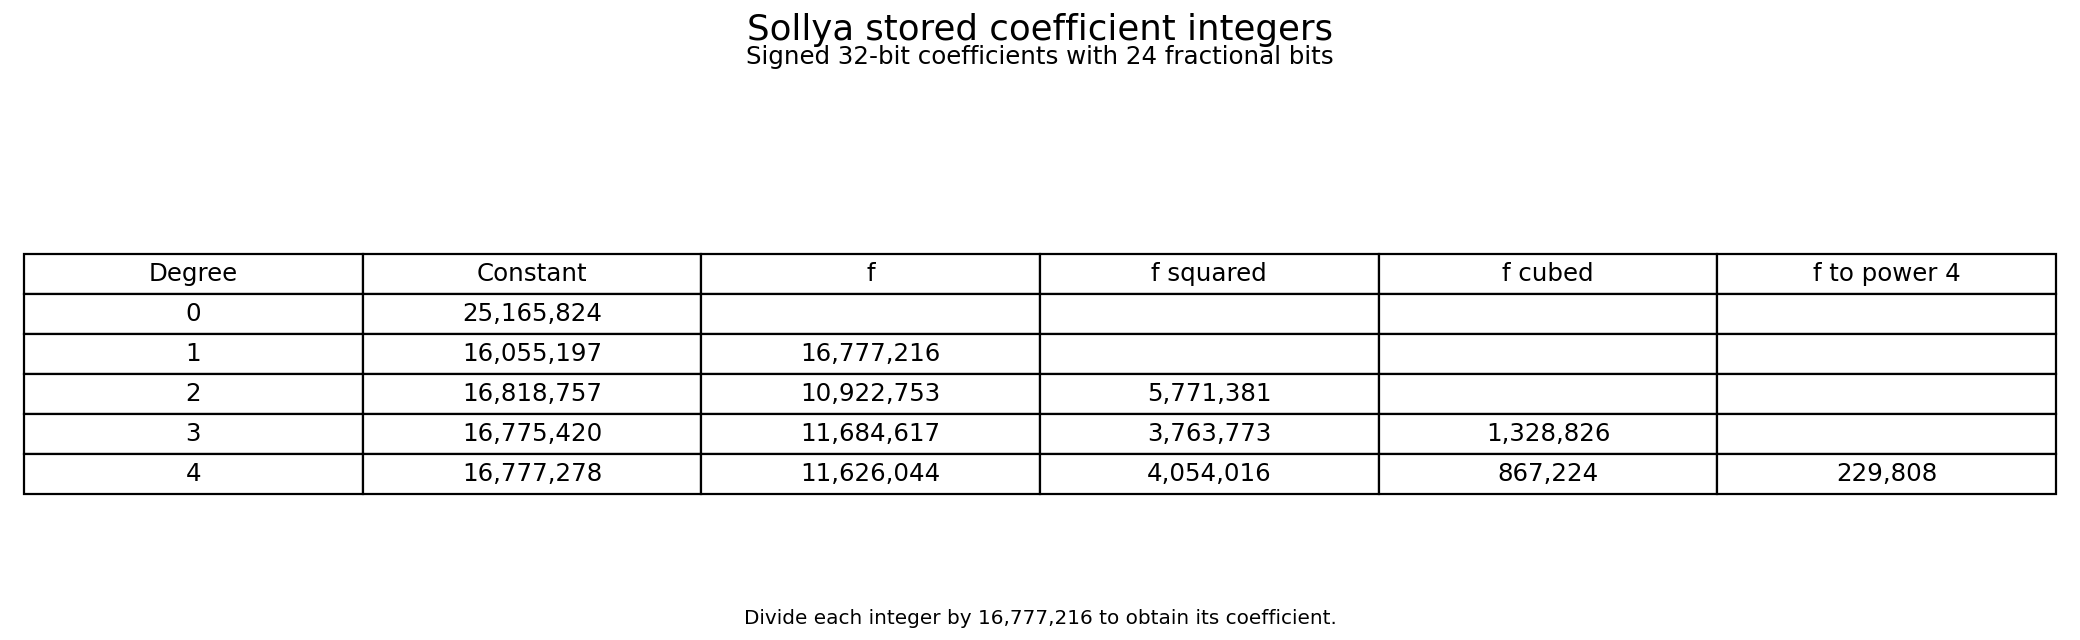 Sollya stored coefficient integers
Signed 32-bit coefficients with 24 fractional bits
Degree Constant f f squared f cubed f to power 4
0 25,165,824
1 16,055,197 16,777,216
2 16,818,757 10,922,753 5,771,381
3 16,775,420 11,684,617 3,763,773 1,328,826
4 16,777,278 11,626,044 4,054,016 867,224 229,808
Divide each integer by 16,777,216 to obtain its coefficient.